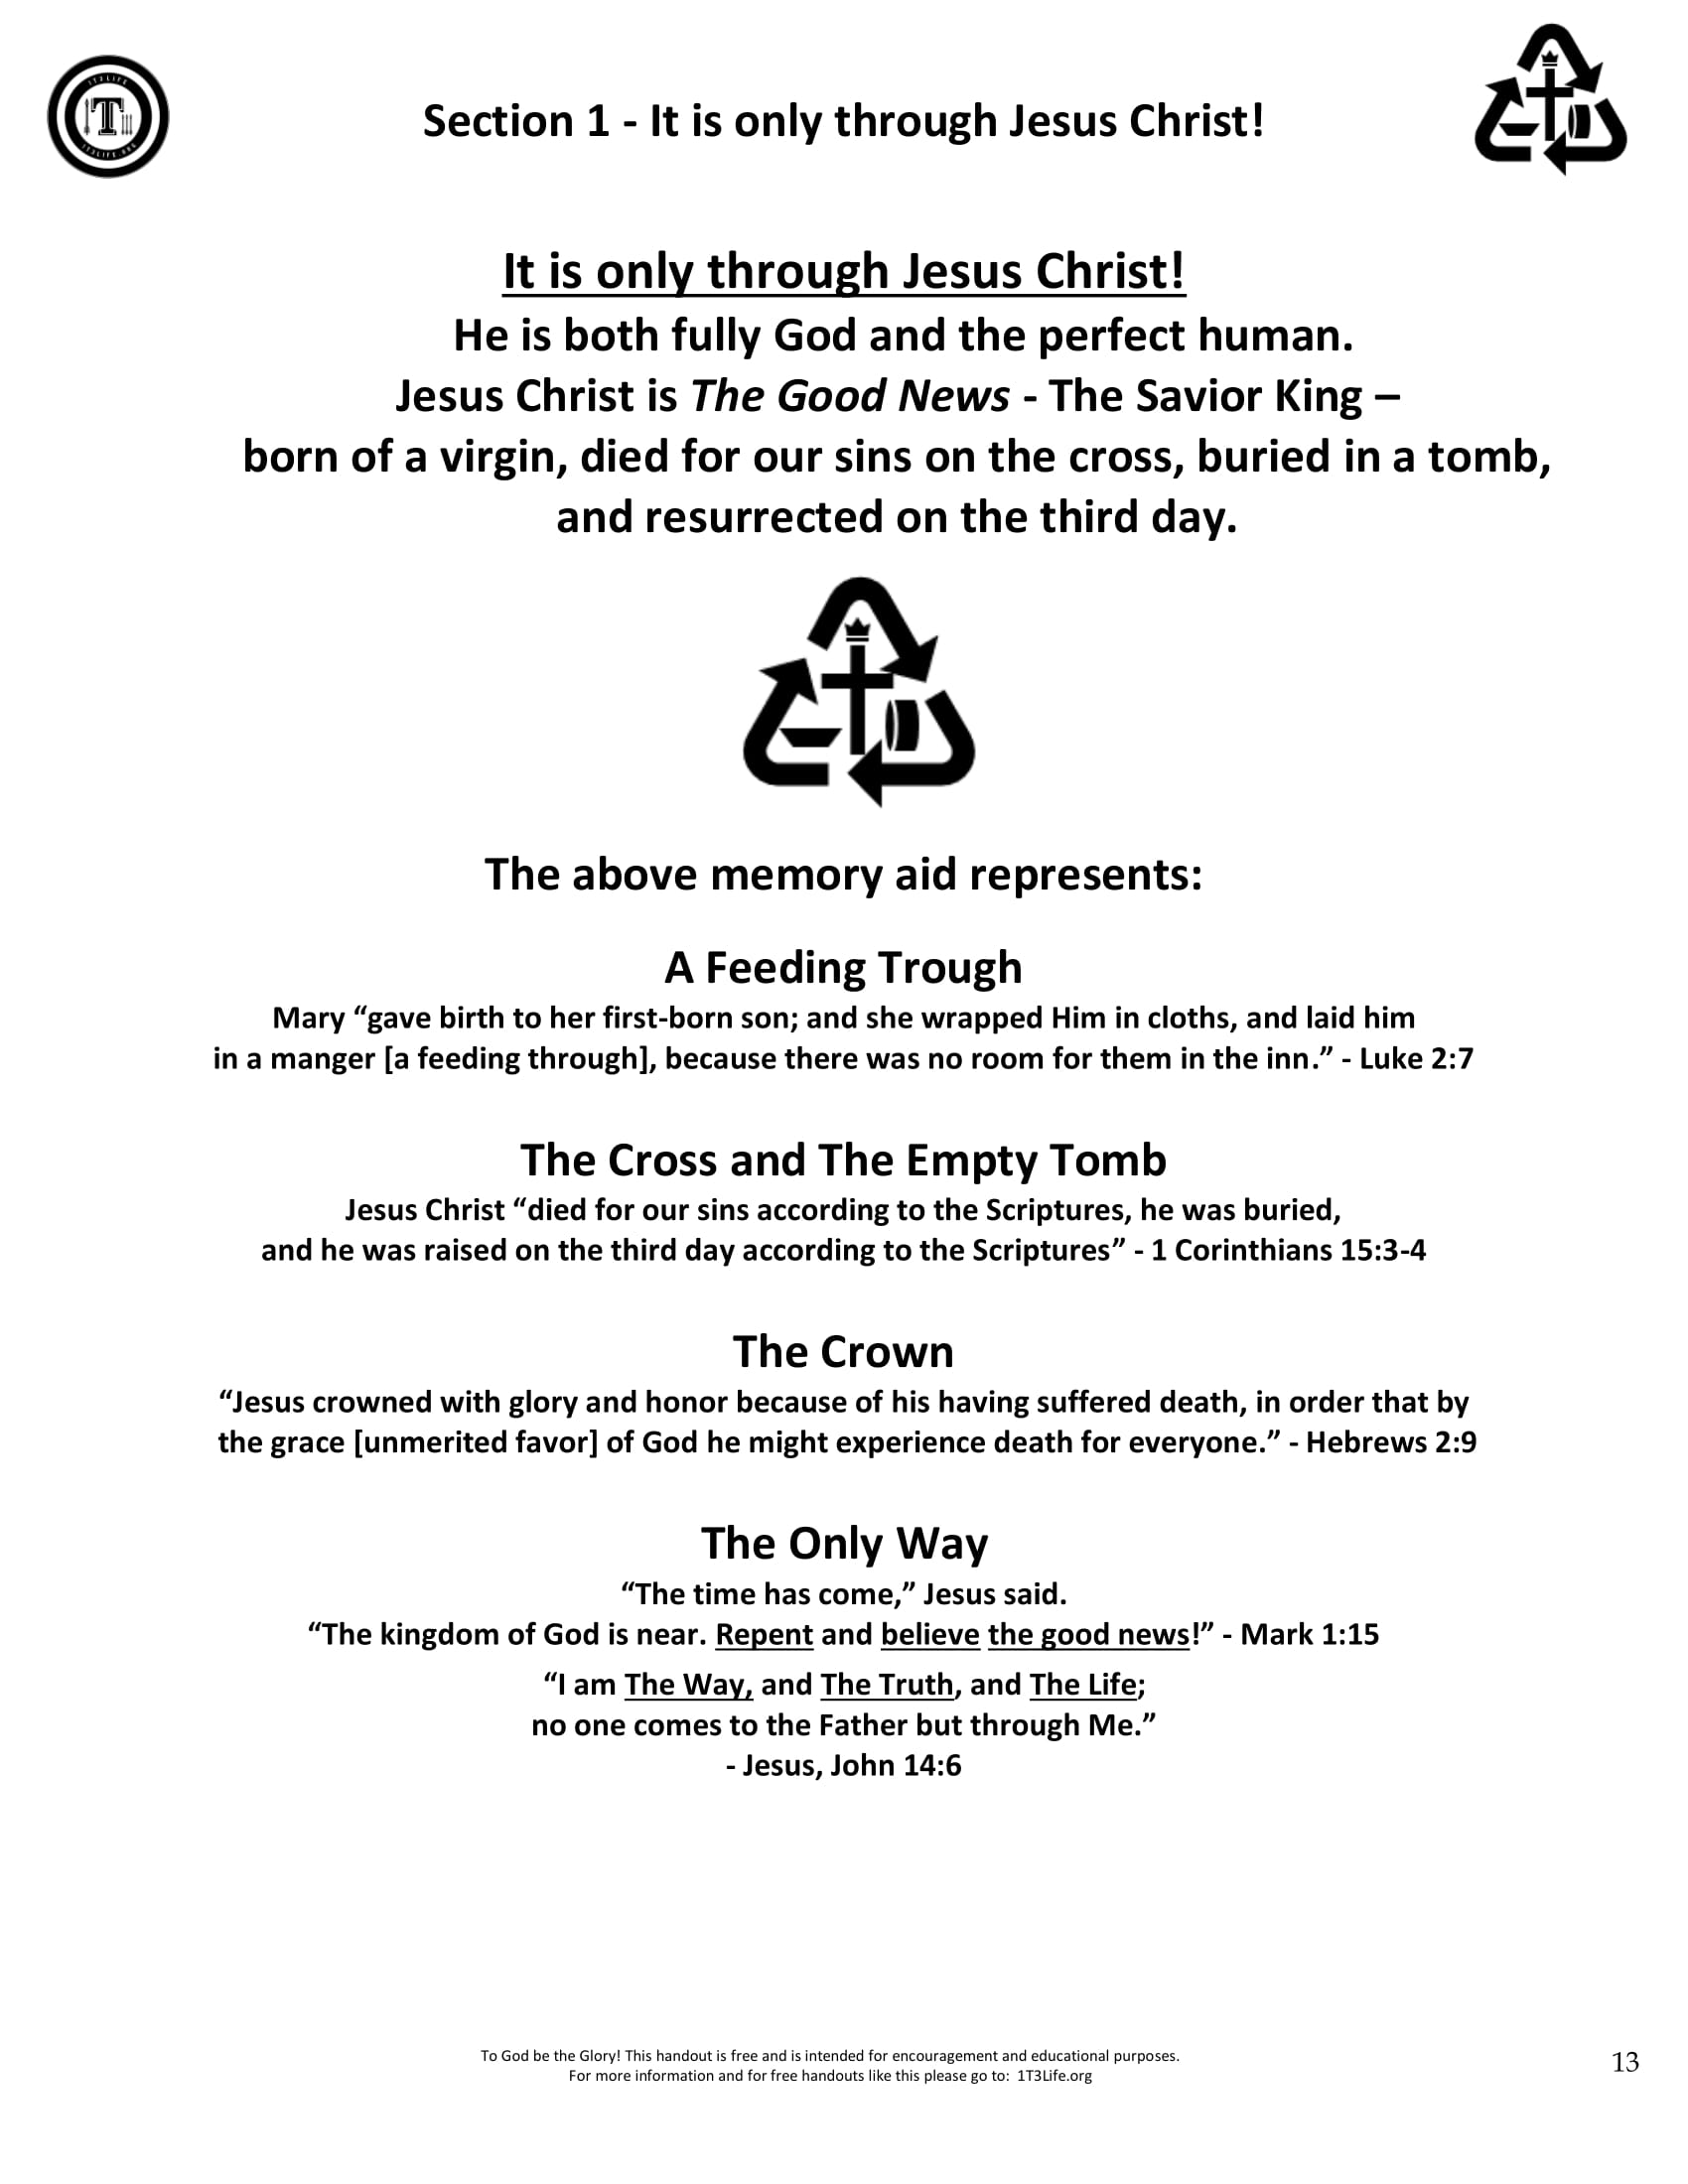 1T3LIFE
T
1T3LIFE.ORG
Section 1 - It is only through Jesus Christ!
It is only through Jesus Christ!
He is both fully God and the perfect human.
Jesus Christ is The Good News - The Savior King –
born of a virgin, died for our sins on the cross, buried in a tomb,
and resurrected on the third day.
The above memory aid represents:
A Feeding Trough
Mary “gave birth to her first-born son; and she wrapped Him in cloths, and laid him
in a manger [a feeding through], because there was no room for them in the inn.” - Luke 2:7
The Cross and The Empty Tomb
Jesus Christ “died for our sins according to the Scriptures, he was buried,
and he was raised on the third day according to the Scriptures” - 1 Corinthians 15:3-4
The Crown
“Jesus crowned with glory and honor because of his having suffered death, in order that by
the grace [unmerited favor] of God he might experience death for everyone.” - Hebrews 2:9
The Only Way
“The time has come,” Jesus said.
“The kingdom of God is near. Repent and believe the good news!” - Mark 1:15
“I am The Way, and The Truth, and The Life;
no one comes to the Father but through Me.”
- Jesus, John 14:6
To God be the Glory! This handout is free and is intended for encouragement and educational purposes.
For more information and for free handouts like this please go to: 1T3Life.org
13